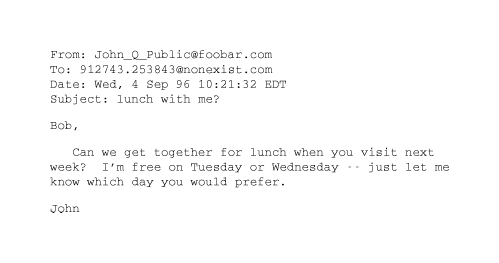 From: John_Q_Public@foobar.com
To: 912743.253843@nonexist.com
Date: Wed, 4 Sep 96 10:21:32 EDT
Subject: lunch with me?
Bob,
Can we get together for lunch when you visit next
week? I’m free on Tuesday or Wednesday -- just let me
know which day you would prefer.
John